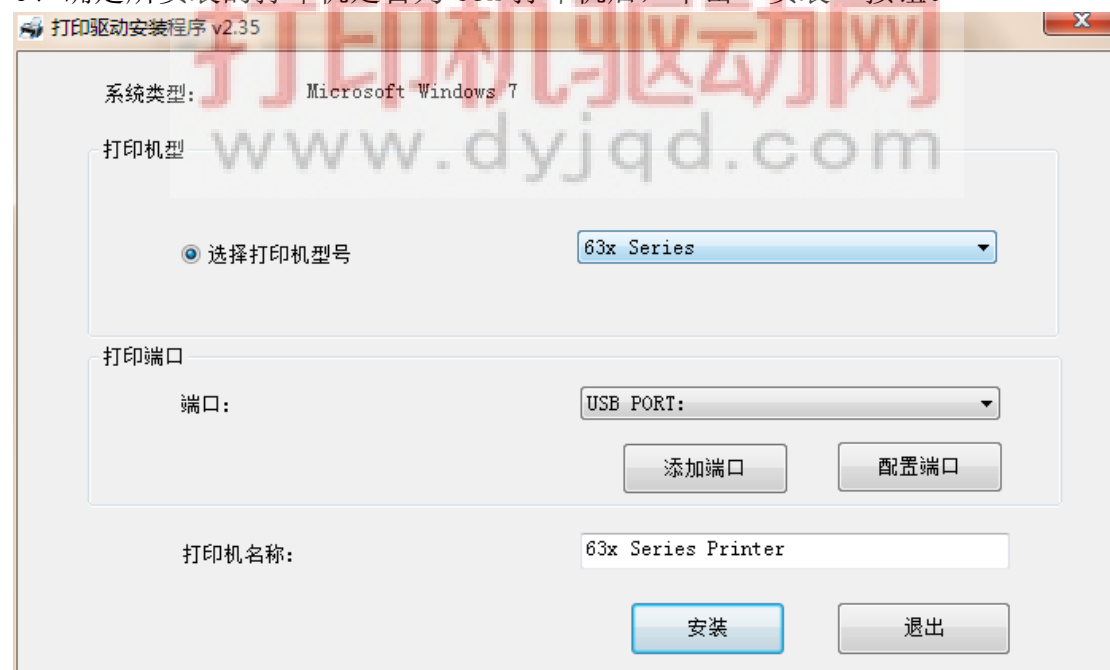 打印驱动安装程序 v2.35
打印机驱动网
系统类型: Microsoft Windows 7
www.dyjqd.com
打印机型
选择打印机型号 63x Series
打印端口
端口: USB PORT:
添加端口 配置端口
打印机名称: 63x Series Printer
安装 退出